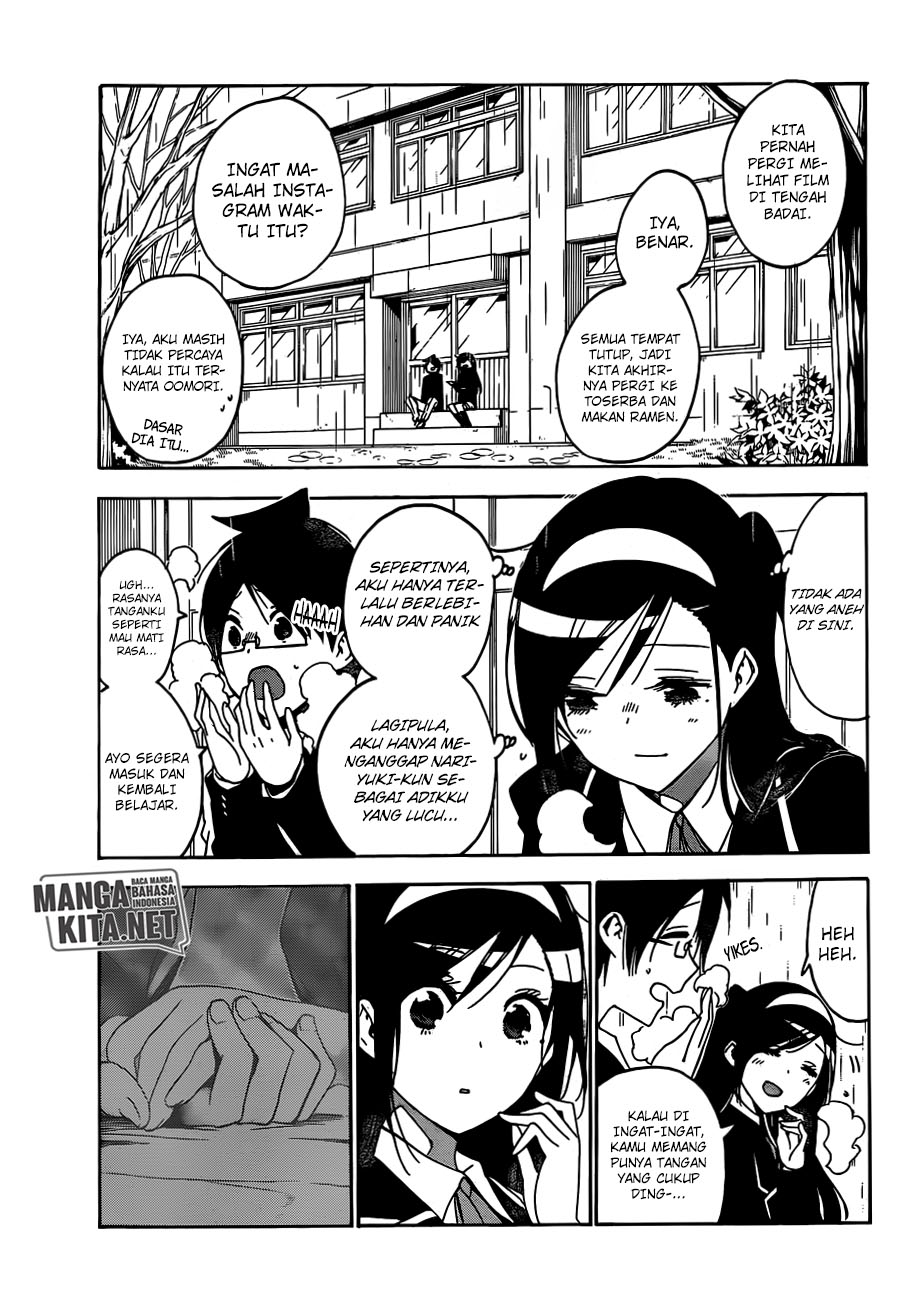 KITA
PERNAH
PERGI ME-
LIHAT FILM
DI TENGAH
BADAI.
IYA,
BENAR.
SEMUA TEMPAT
TUTUP, JADI
KITA AKHIR-
NYA PERGI KE
TOSERBA DAN
MAKAN RAMEN.
INGAT MA-
SALAH INSTA-
GRAM WAK-
TU ITU?
IYA, AKU MASIH
TIDAK PERCAYA
KALAU ITU TER-
NYATA OOMORI.
DASAR
DIA ITU...
TIDAK ADA
YANG ANEH
DI SINI.
SEPERTINYA,
AKU HANYA TER-
LALU BERLEBI-
HAN DAN PANIK
LAGIPULA,
AKU HANYA ME-
NGANGGAP NARI-
YUKI-KUN SE-
BAGAI ADIKKU
YANG LUCU...
HAAAH
UGH...
RASANYA
TANGANKU
SEPERTI
MAU MATI
RASA...
AYO SEGERA
MASUK DAN
KEMBALI
BELAJAR.
HEH
HEH.
YIKES.
KALAU DI
INGAT-INGAT,
KAMU MEMANG
PUNYA TANGAN
YANG CUKUP
DING-...
MANGA
KITA.NET
BACA MANGA
BAHASA
INDONESIA